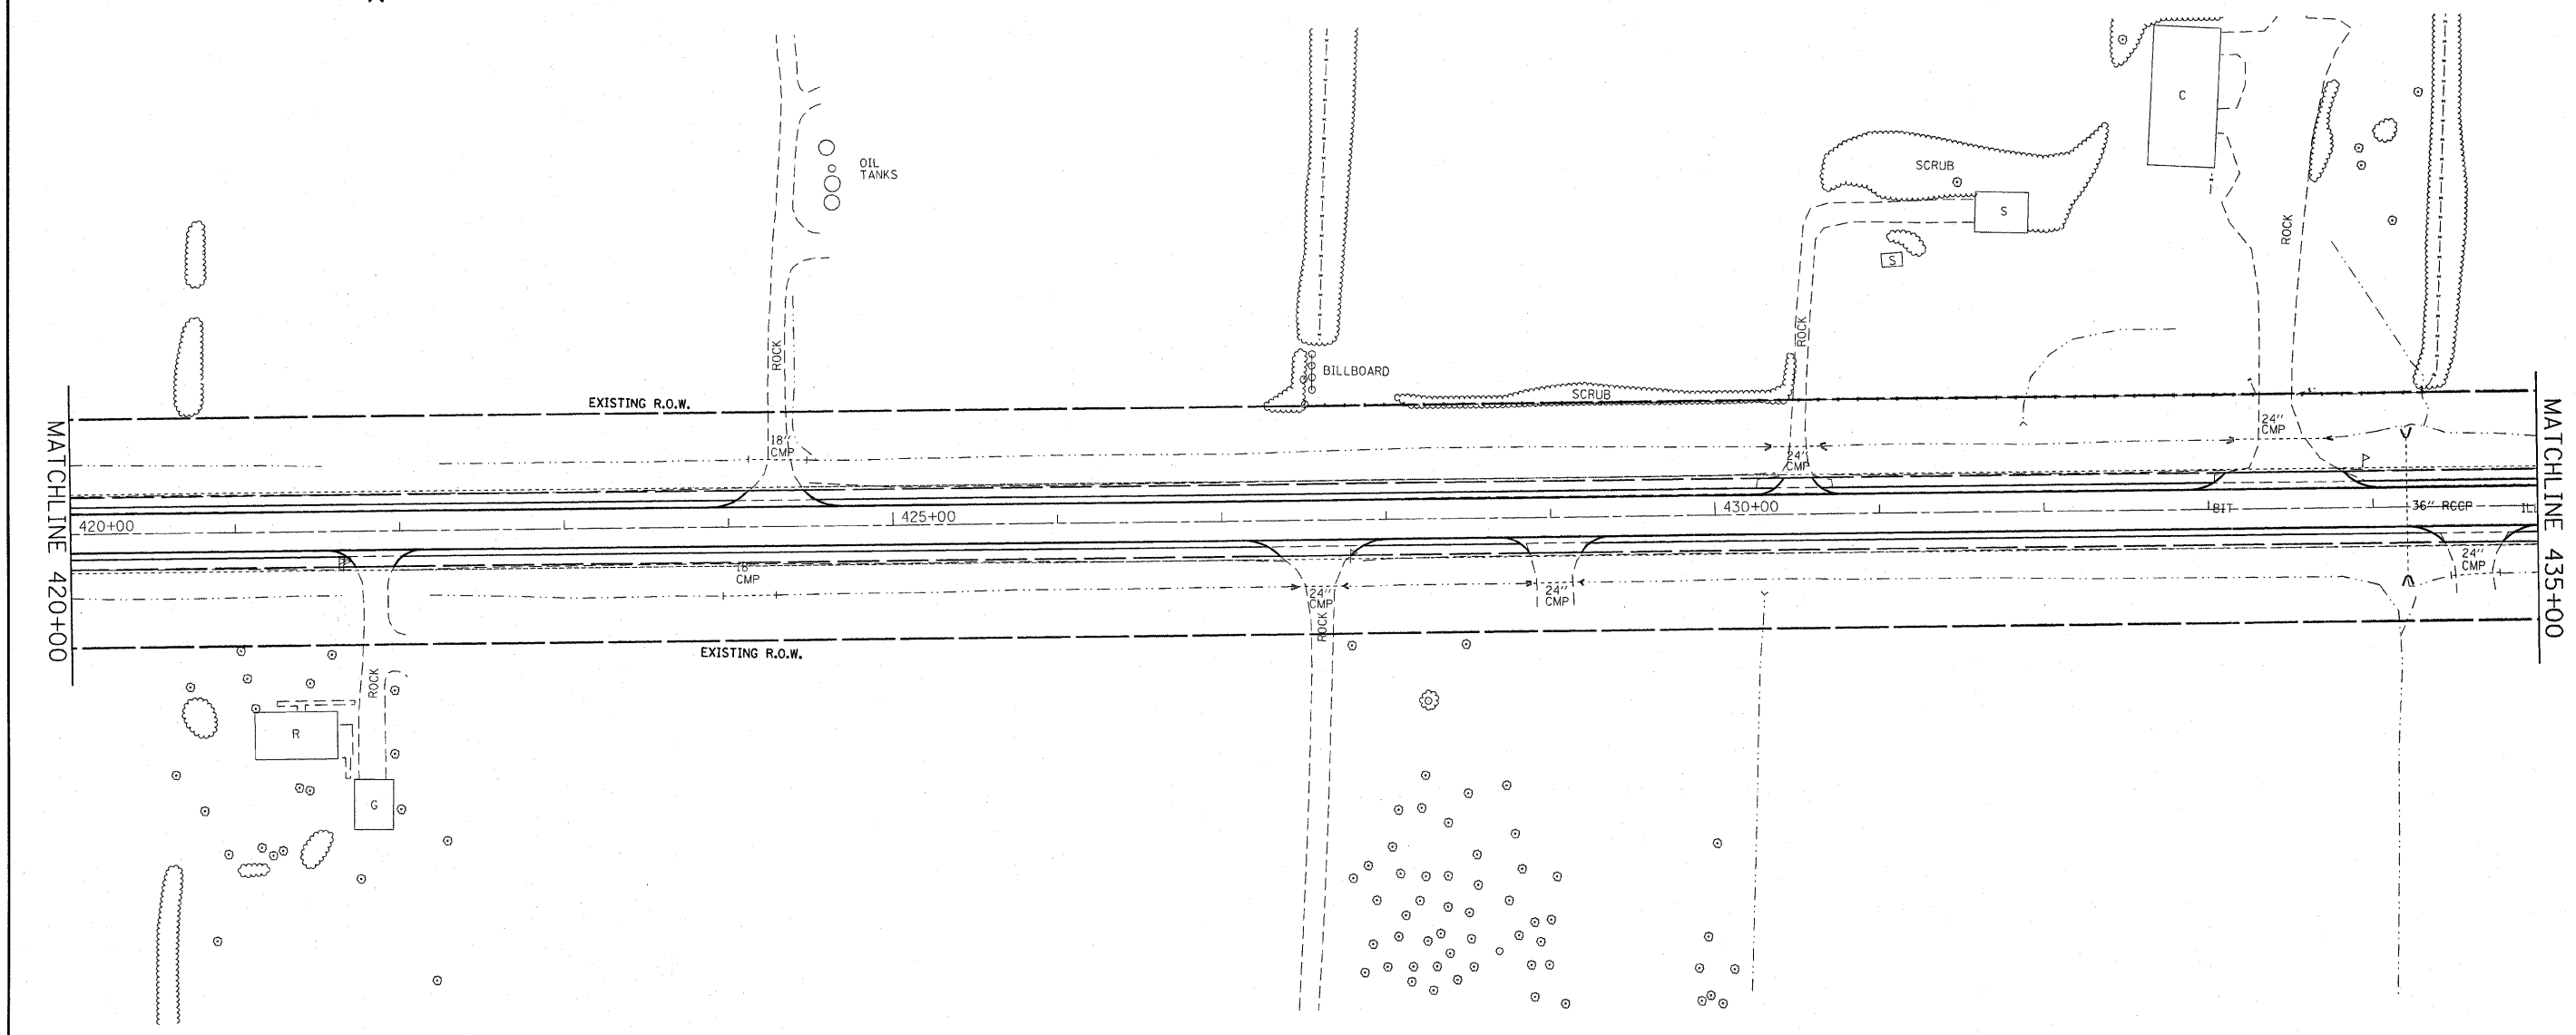 C
OIL
TANKS
SCRUB
S
S
ROCK
ROCK
ROCK
BILLBOARD
SCRUB
EXISTING R.O.W.
MATCHLINE 420+00
MATCHLINE 435+00
18"
CMP
24"
CMP
24"
CMP
P
420+00
425+00
430+00
BIT
36" RCCP
P
18"
CMP
24"
CMP
24"
CMP
24"
CMP
ROCK
EXISTING R.O.W.
ROCK
R
G